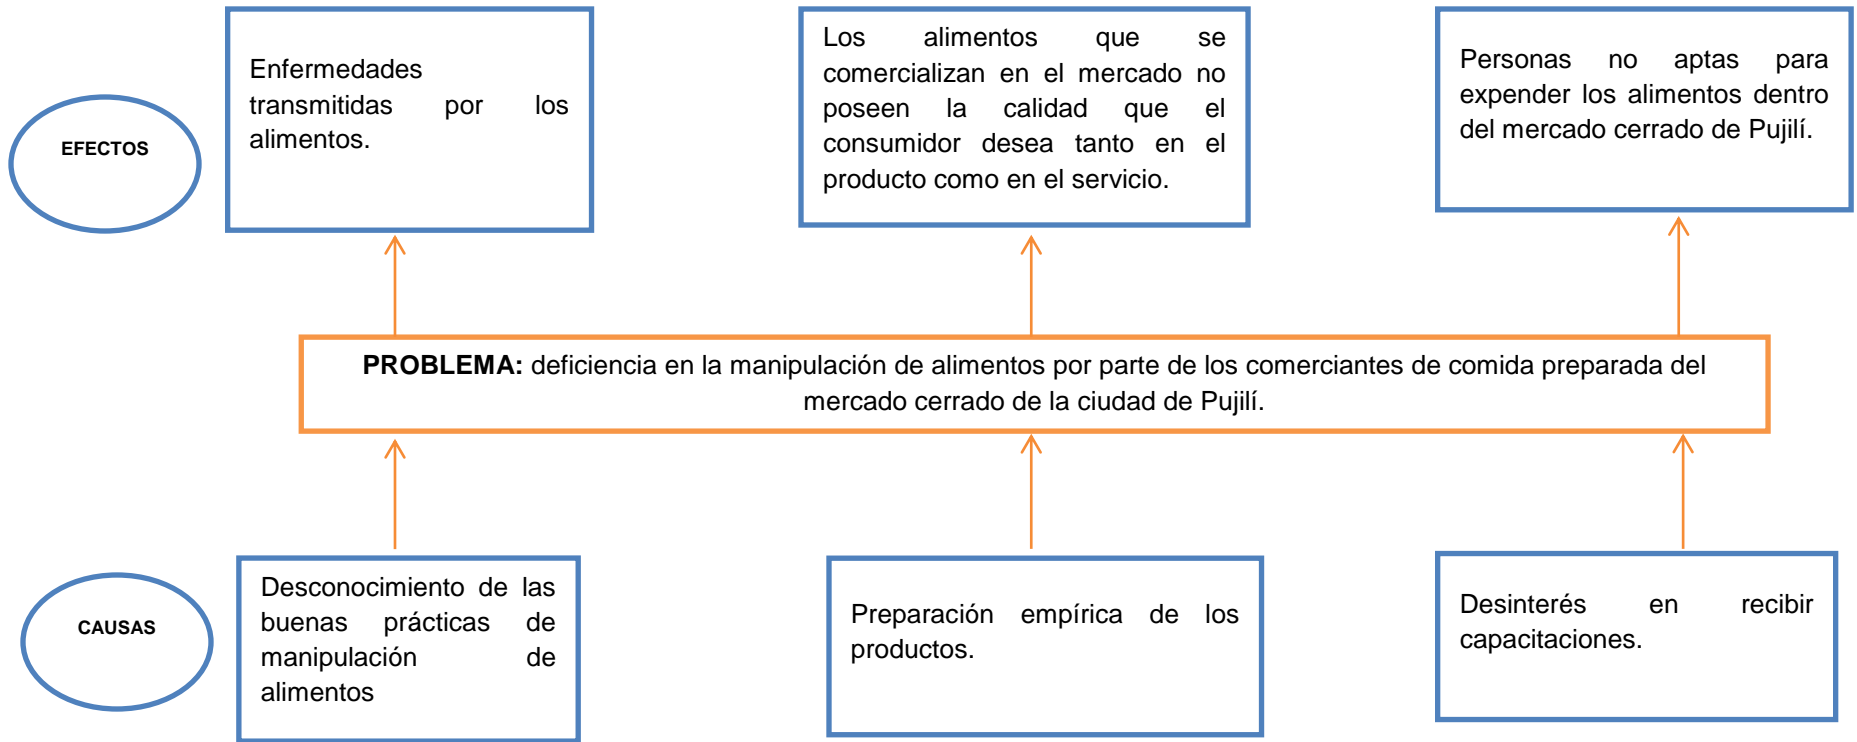 EFECTOS
Enfermedades
transmitidas por los
alimentos.
Los alimentos que se
comercializan en el mercado no
poseen la calidad que el
consumidor desea tanto en el
producto como en el servicio.
Personas no aptas para
expender los alimentos dentro
del mercado cerrado de Pujilí.
PROBLEMA: deficiencia en la manipulación de alimentos por parte de los comerciantes de comida preparada del
mercado cerrado de la ciudad de Pujilí.
CAUSAS
Desconocimiento de las
buenas prácticas de
manipulación de
alimentos
Preparación empírica de los
productos.
Desinterés en recibir
capacitaciones.